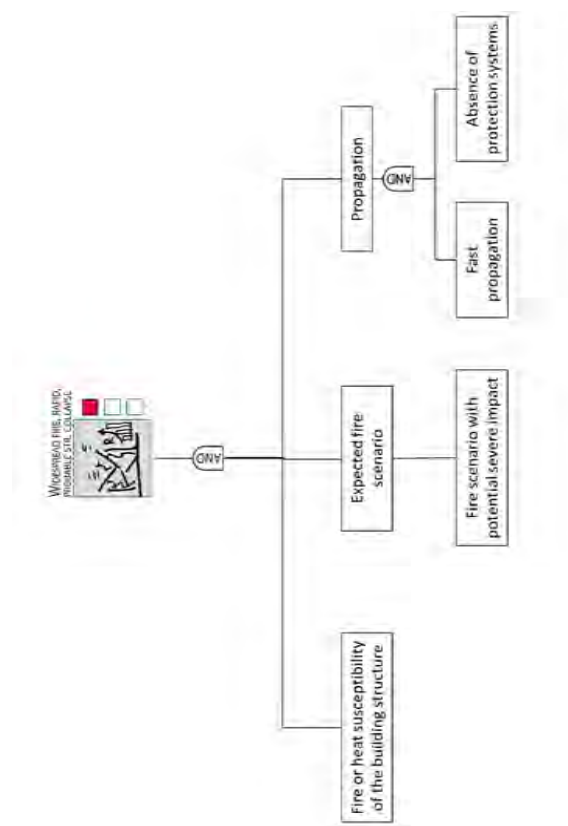 WIDESPREAD FIRE, RAPID,
PROBABLE STR. COLLAPSE
AND
Fire or heat susceptibility
of the building structure
Expected fire
scenario
Propagation
AND
Fire scenario with
potential severe impact
Fast
propagation
Absence of
protection systems